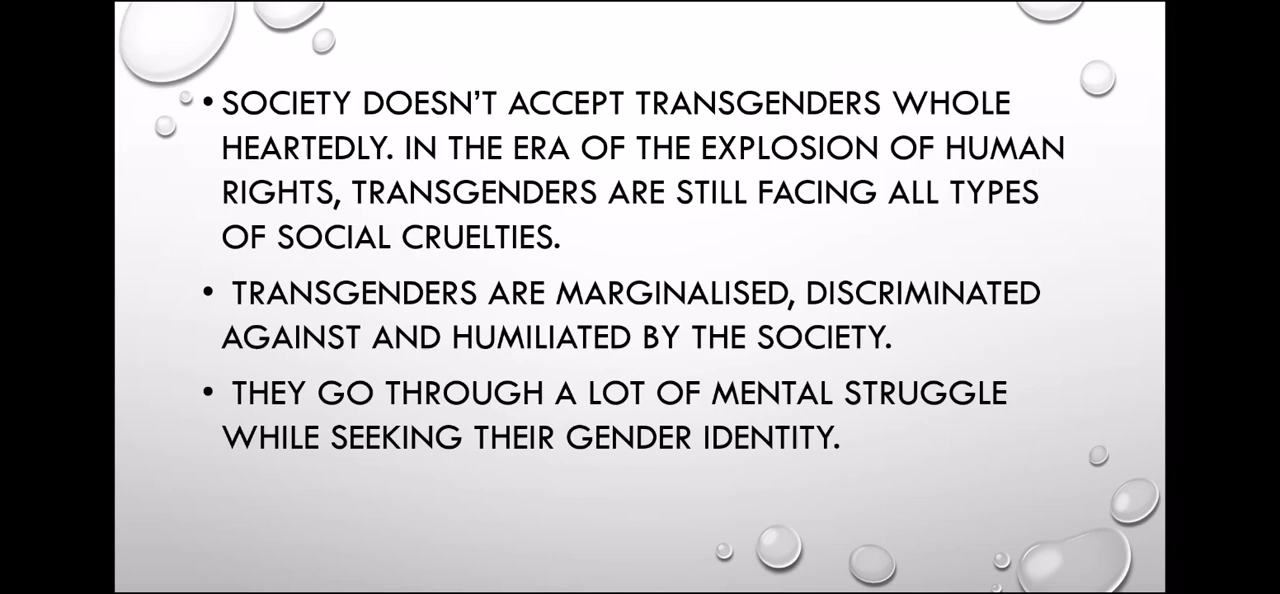 • SOCIETY DOESN'T ACCEPT TRANSGENDERS WHOLE
HEARTEDLY. IN THE ERA OF THE EXPLOSION OF HUMAN
RIGHTS, TRANSGENDERS ARE STILL FACING ALL TYPES
OF SOCIAL CRUELTIES.
• TRANSGENDERS ARE MARGINALISED, DISCRIMINATED
AGAINST AND HUMILIATED BY THE SOCIETY.
• THEY GO THROUGH A LOT OF MENTAL STRUGGLE
WHILE SEEKING THEIR GENDER IDENTITY.